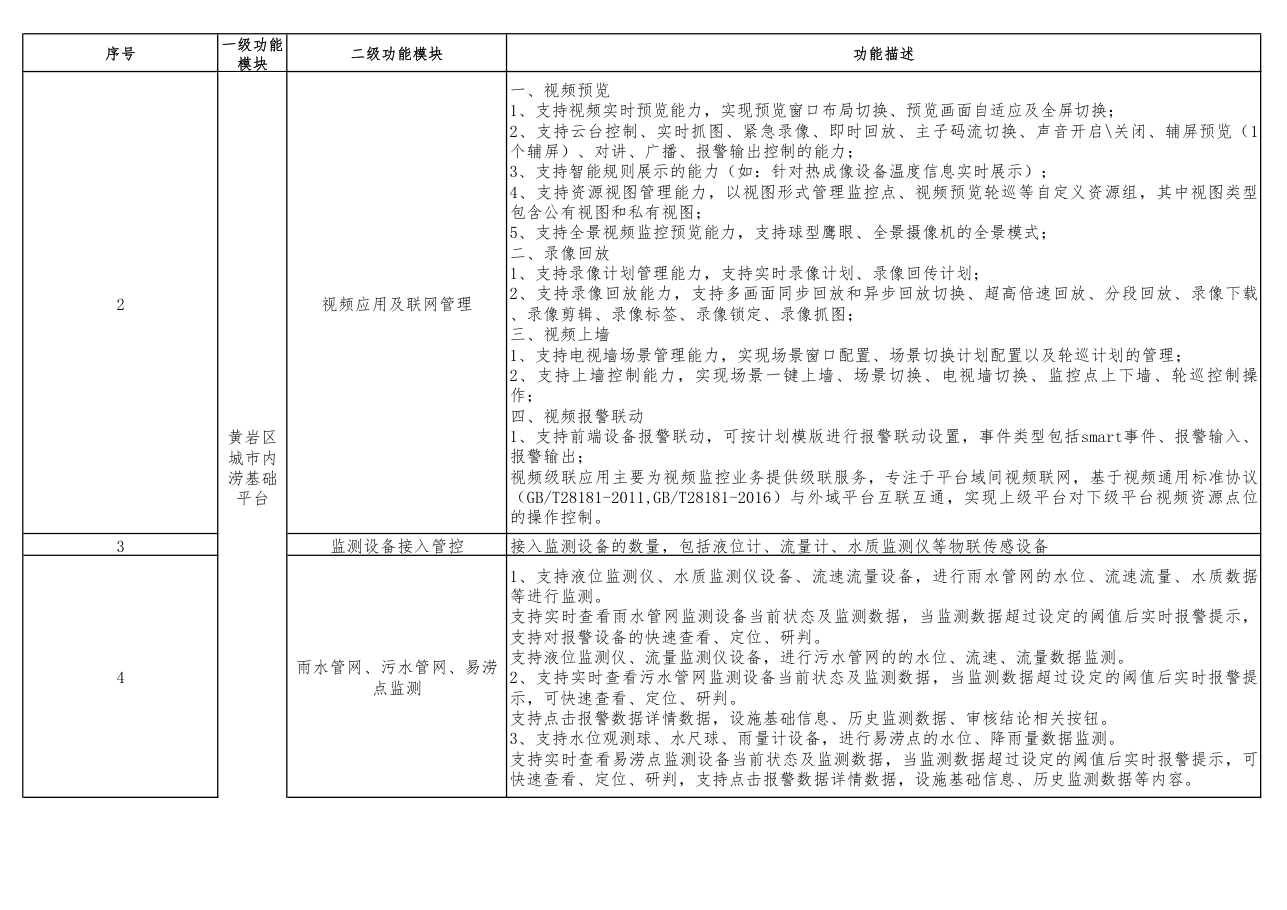 序号
一级功能
模块
二级功能模块
功能描述
2
黄岩区
城市内
涝基础
平台
视频应用及联网管理
一、视频预览
1、支持视频实时预览能力，实现预览窗口布局切换、预览画面自适应及全屏切换；
2、支持云台控制、实时抓图、紧急录像、即时回放、主子码流切换、声音开启\关闭、辅屏预览（1
个辅屏）、对讲、广播、报警输出控制的能力；
3、支持智能规则展示的能力（如：针对热成像设备温度信息实时展示）；
4、支持资源视图管理能力，以视图形式管理监控点、视频预览轮巡等自定义资源组，其中视图类型
包含公有视图和私有视图；
5、支持全景视频监控预览能力，支持球型鹰眼、全景摄像机的全景模式；
二、录像回放
1、支持录像计划管理能力，支持实时录像计划、录像回传计划；
2、支持录像回放能力，支持多画面同步回放和异步回放切换、超高倍速回放、分段回放、录像下载
、录像剪辑、录像标签、录像锁定、录像抓图；
三、视频上墙
1、支持电视墙场景管理能力，实现场景窗口配置、场景切换计划配置以及轮巡计划的管理；
2、支持上墙控制能力，实现场景一键上墙、场景切换、电视墙切换、监控点上下墙、轮巡控制操
作；
四、视频报警联动
1、支持前端设备报警联动，可按计划模版进行报警联动设置，事件类型包括smart事件、报警输入、
报警输出；
视频级联应用主要为视频监控业务提供级联服务，专注于平台域间视频联网，基于视频通用标准协议
（GB/T28181-2011,GB/T28181-2016）与外域平台互联互通，实现上级平台对下级平台视频资源点位
的操作控制。
3
监测设备接入管控
接入监测设备的数量，包括液位计、流量计、水质监测仪等物联传感设备
4
雨水管网、污水管网、易涝
点监测
1、支持液位监测仪、水质监测仪设备、流速流量设备，进行雨水管网的水位、流速流量、水质数据
等进行监测。
支持实时查看雨水管网监测设备当前状态及监测数据，当监测数据超过设定的阈值后实时报警提示，
支持对报警设备的快速查看、定位、研判。
支持液位监测仪、流量监测仪设备，进行污水管网的的水位、流速、流量数据监测。
2、支持实时查看污水管网监测设备当前状态及监测数据，当监测数据超过设定的阈值后实时报警提
示，可快速查看、定位、研判。
支持点击报警数据详情数据，设施基础信息、历史监测数据、审核结论相关按钮。
3、支持水位观测球、水尺球、雨量计设备，进行易涝点的水位、降雨量数据监测。
支持实时查看易涝点监测设备当前状态及监测数据，当监测数据超过设定的阈值后实时报警提示，可
快速查看、定位、研判，支持点击报警数据详情数据，设施基础信息、历史监测数据等内容。